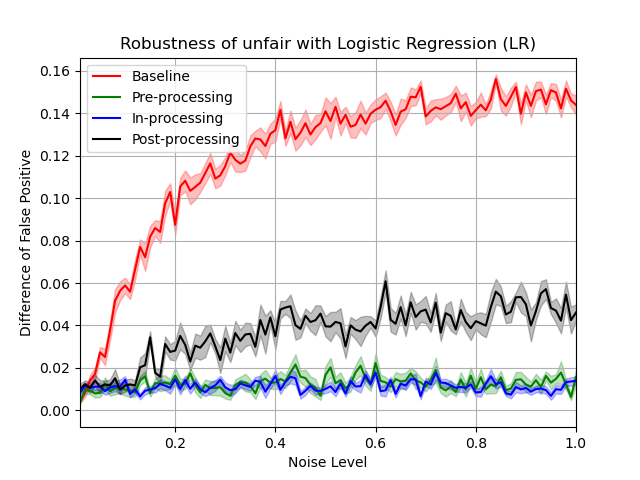 Robustness of unfair with Logistic Regression (LR)
Baseline
Pre-processing
In-processing
Post-processing
Difference of False Positive
0.16
0.14
0.12
0.10
0.08
0.06
0.04
0.02
0.00
0.2 0.4 0.6 0.8 1.0
Noise Level